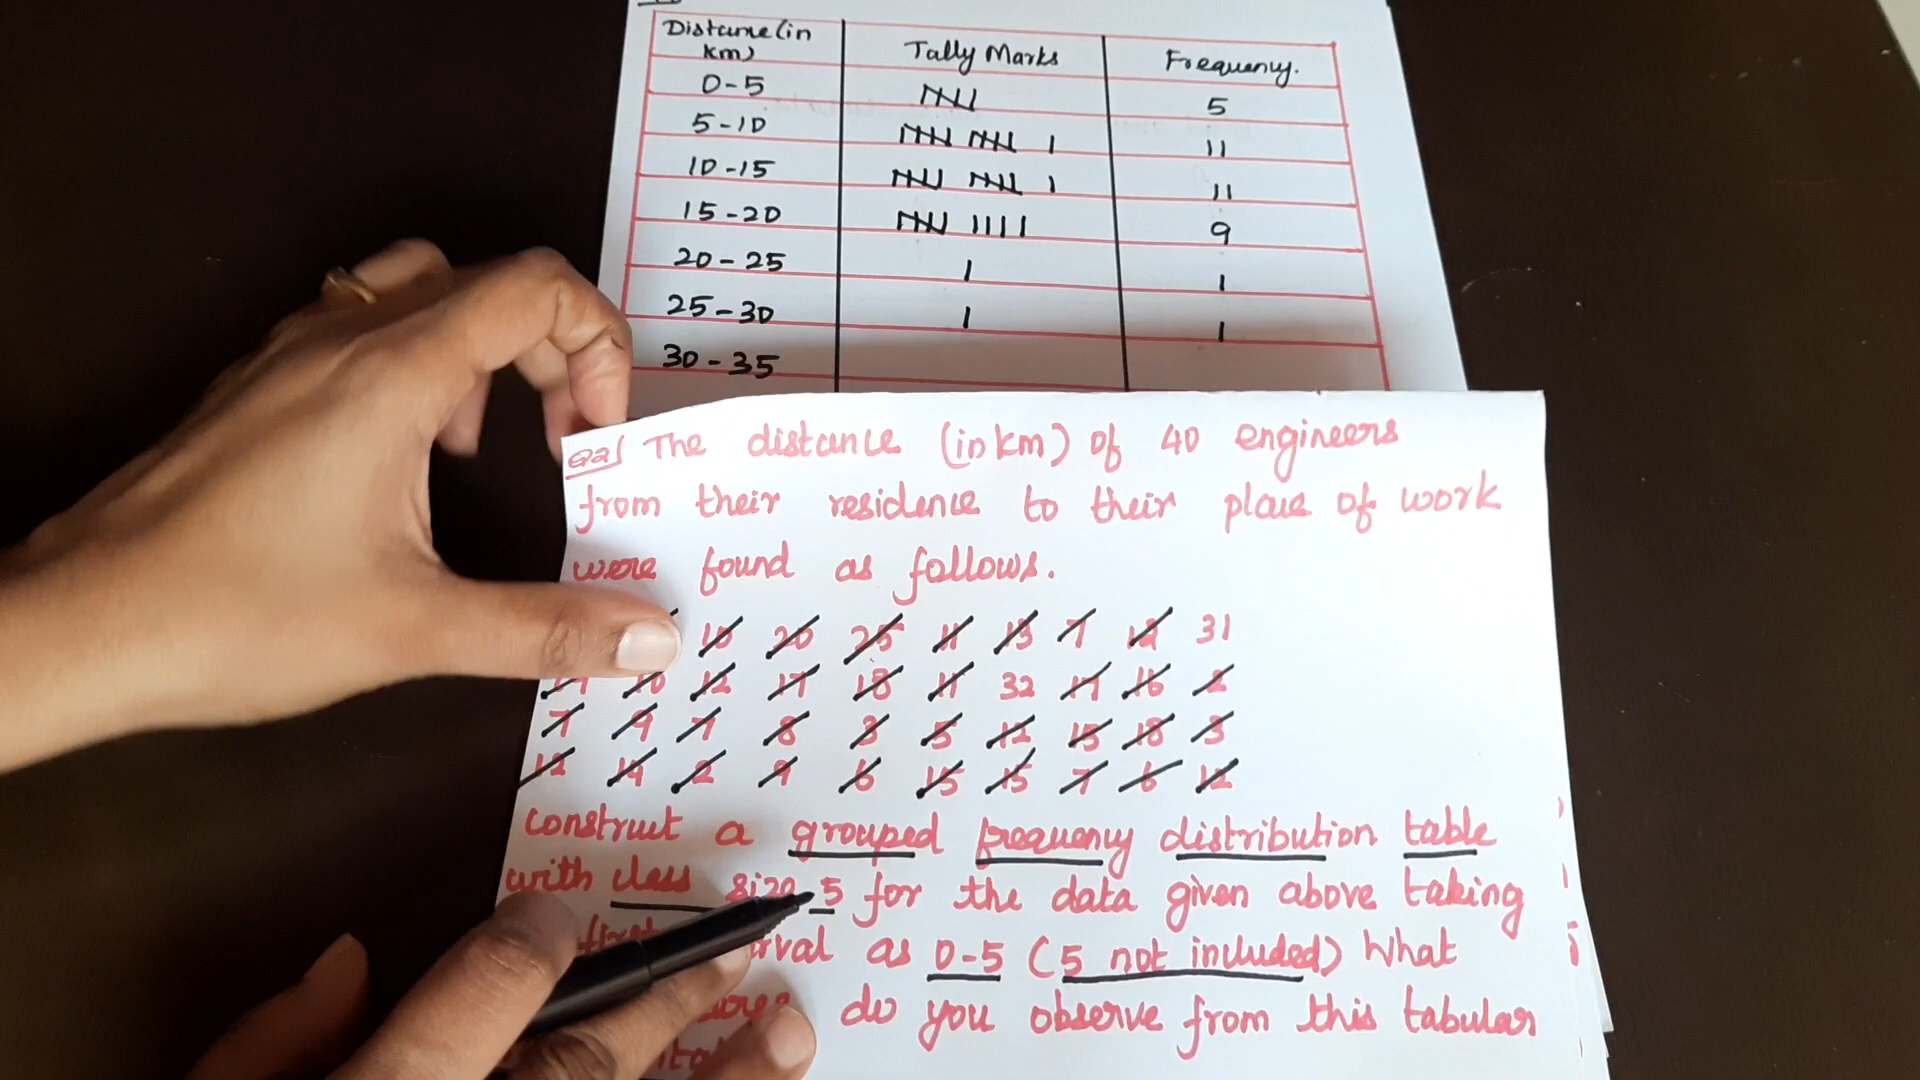 Distance (in km) Tally Marks Frequency.
0-5 5
5-10 11
10-15 11
15-20 9
20-25 1
25-30 1
30-35
Q2) The distance (in km) of 40 engineers
from their residence to their place of work
were found as follows.
10 20 25 11 13 7 12 31
19 10 12 17 18 11 32 17 16 2
7 9 7 8 3 5 12 15 18 3
12 14 2 9 6 15 15 7 6 12
construct a grouped frequency distribution table
with class size 5 for the data given above taking
first as 0-5 (5 not included) What
do you observe from this tabular